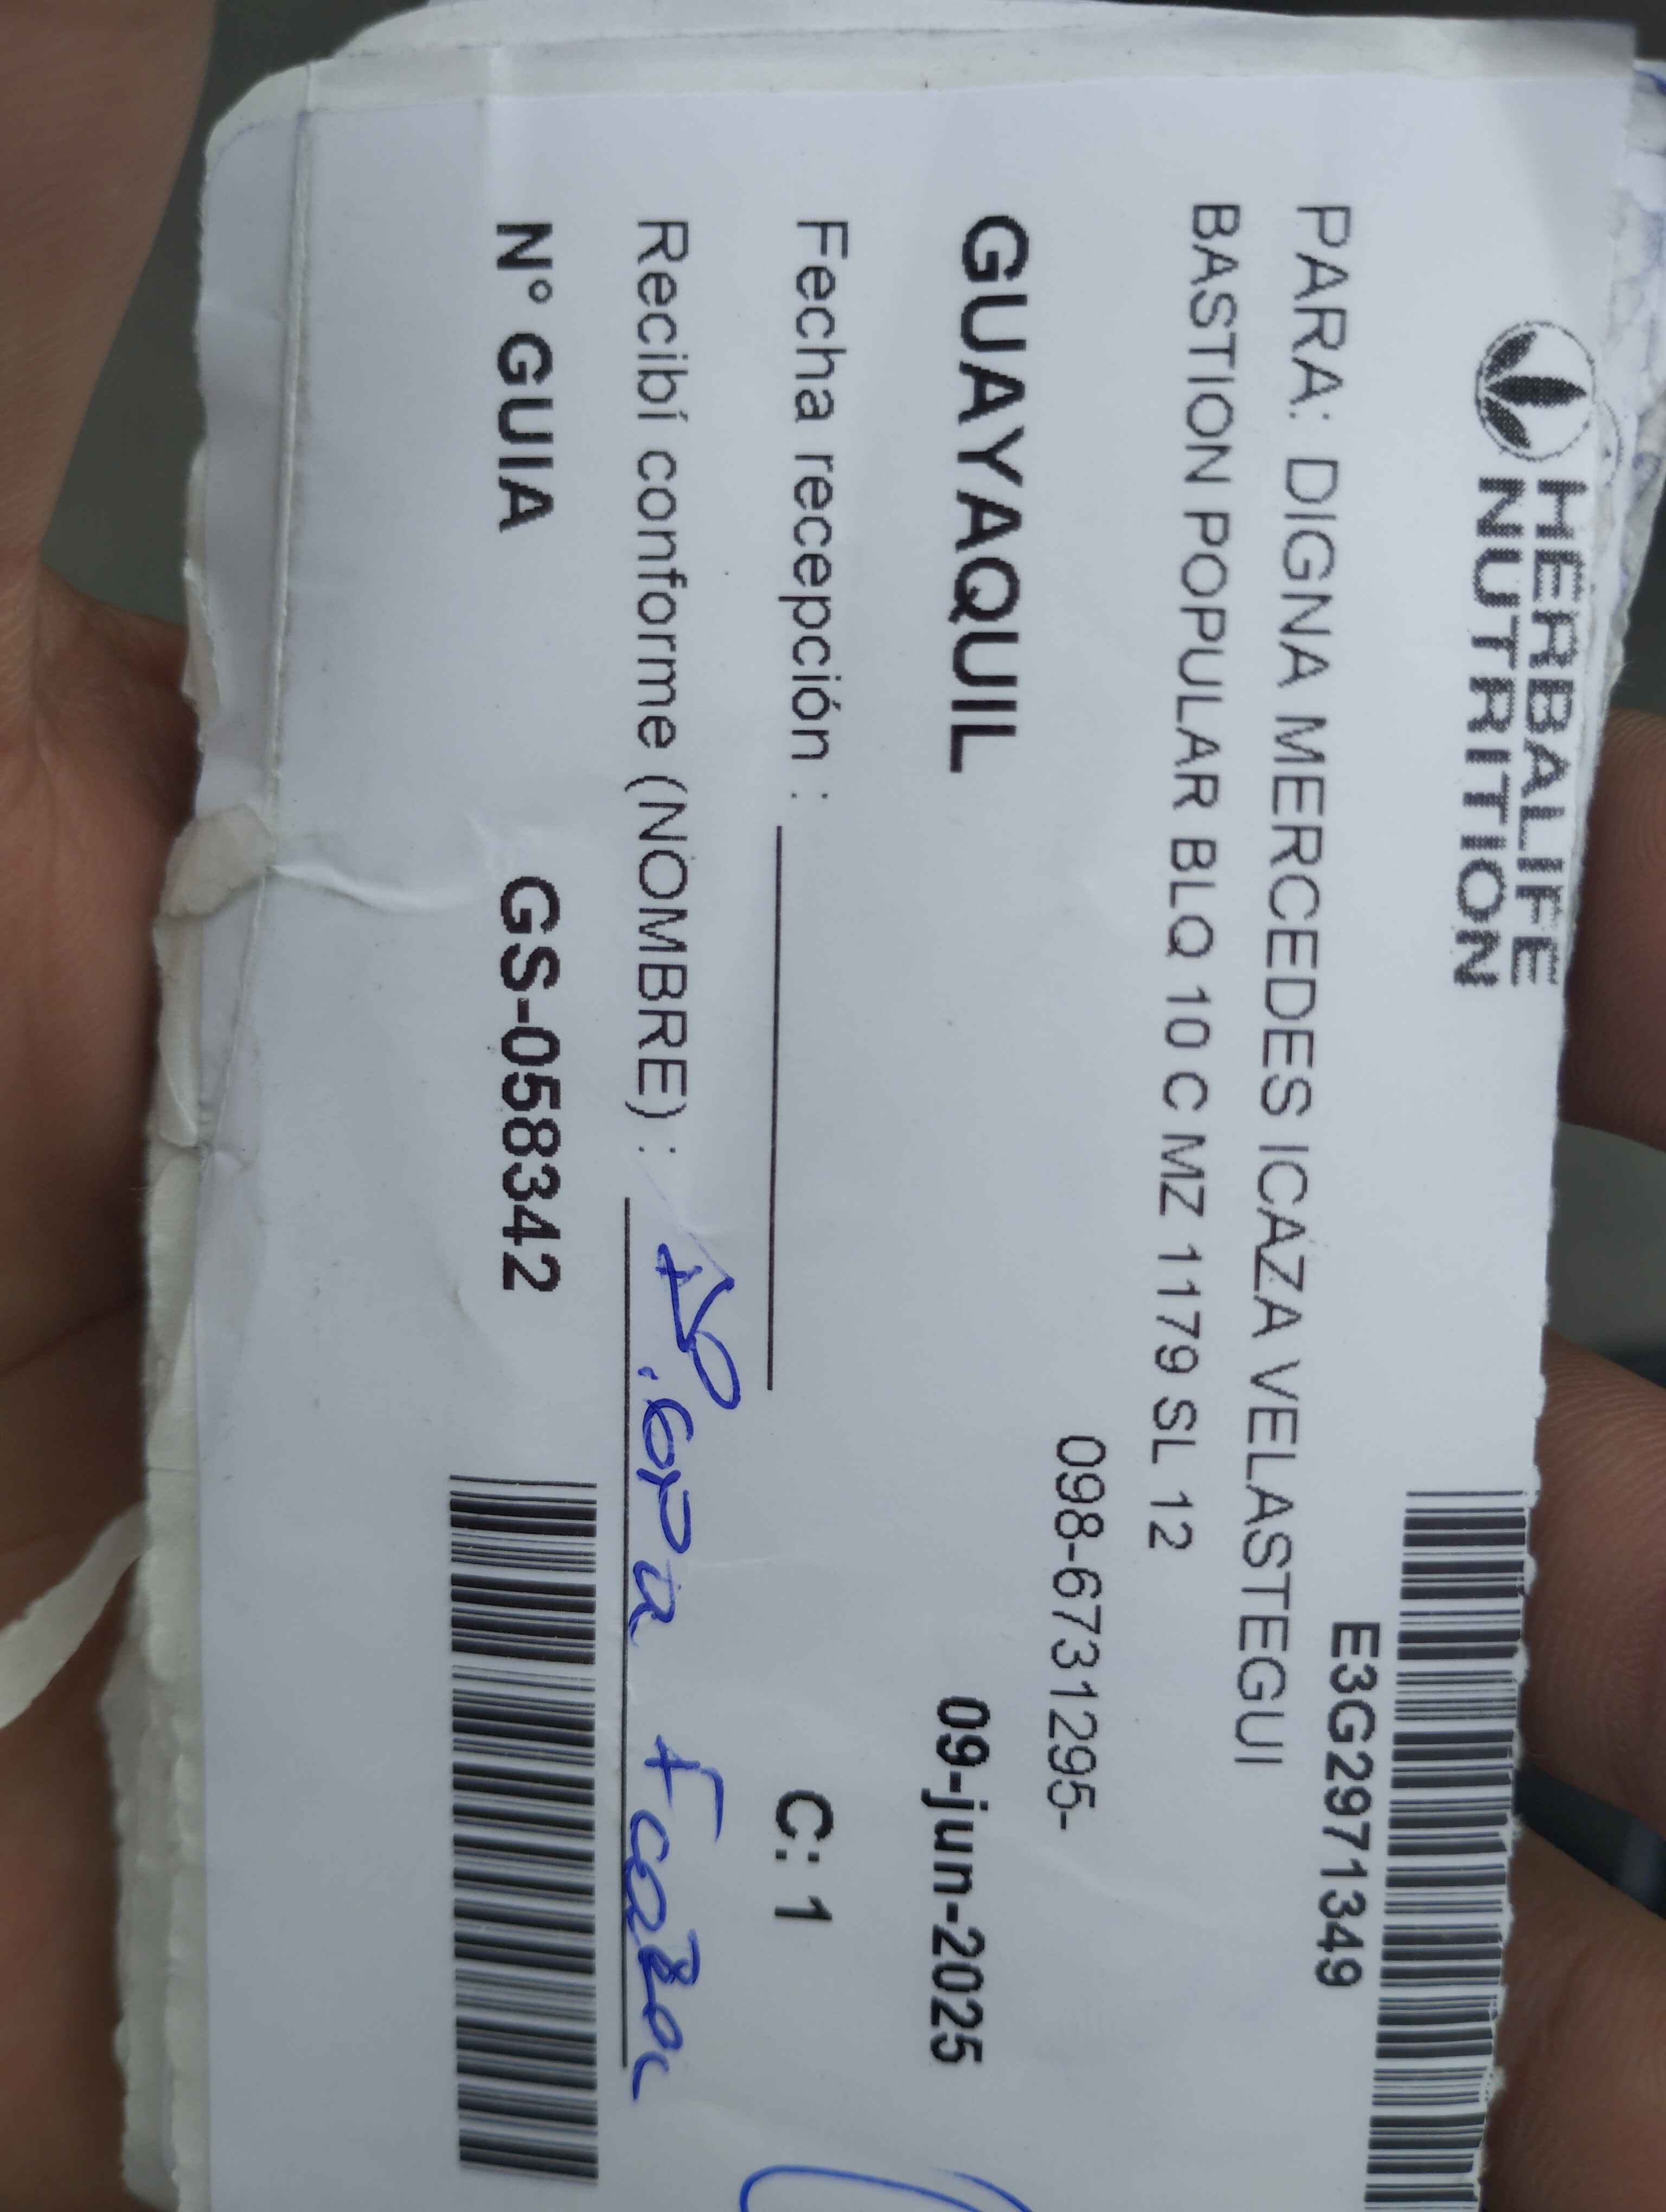 HERBALIFE
NUTRITION
E3G2971349
PARA: DIGNA MERCEDES ICAZA VELASTEGUI
BASTION POPULAR BLQ 10 C MZ 1179 SL 12
098-6731295-
GUAYAQUIL 09-jun-2025
Fecha recepción : C: 1
Recibí conforme (NOMBRE) :
N° GUIA GS-058342